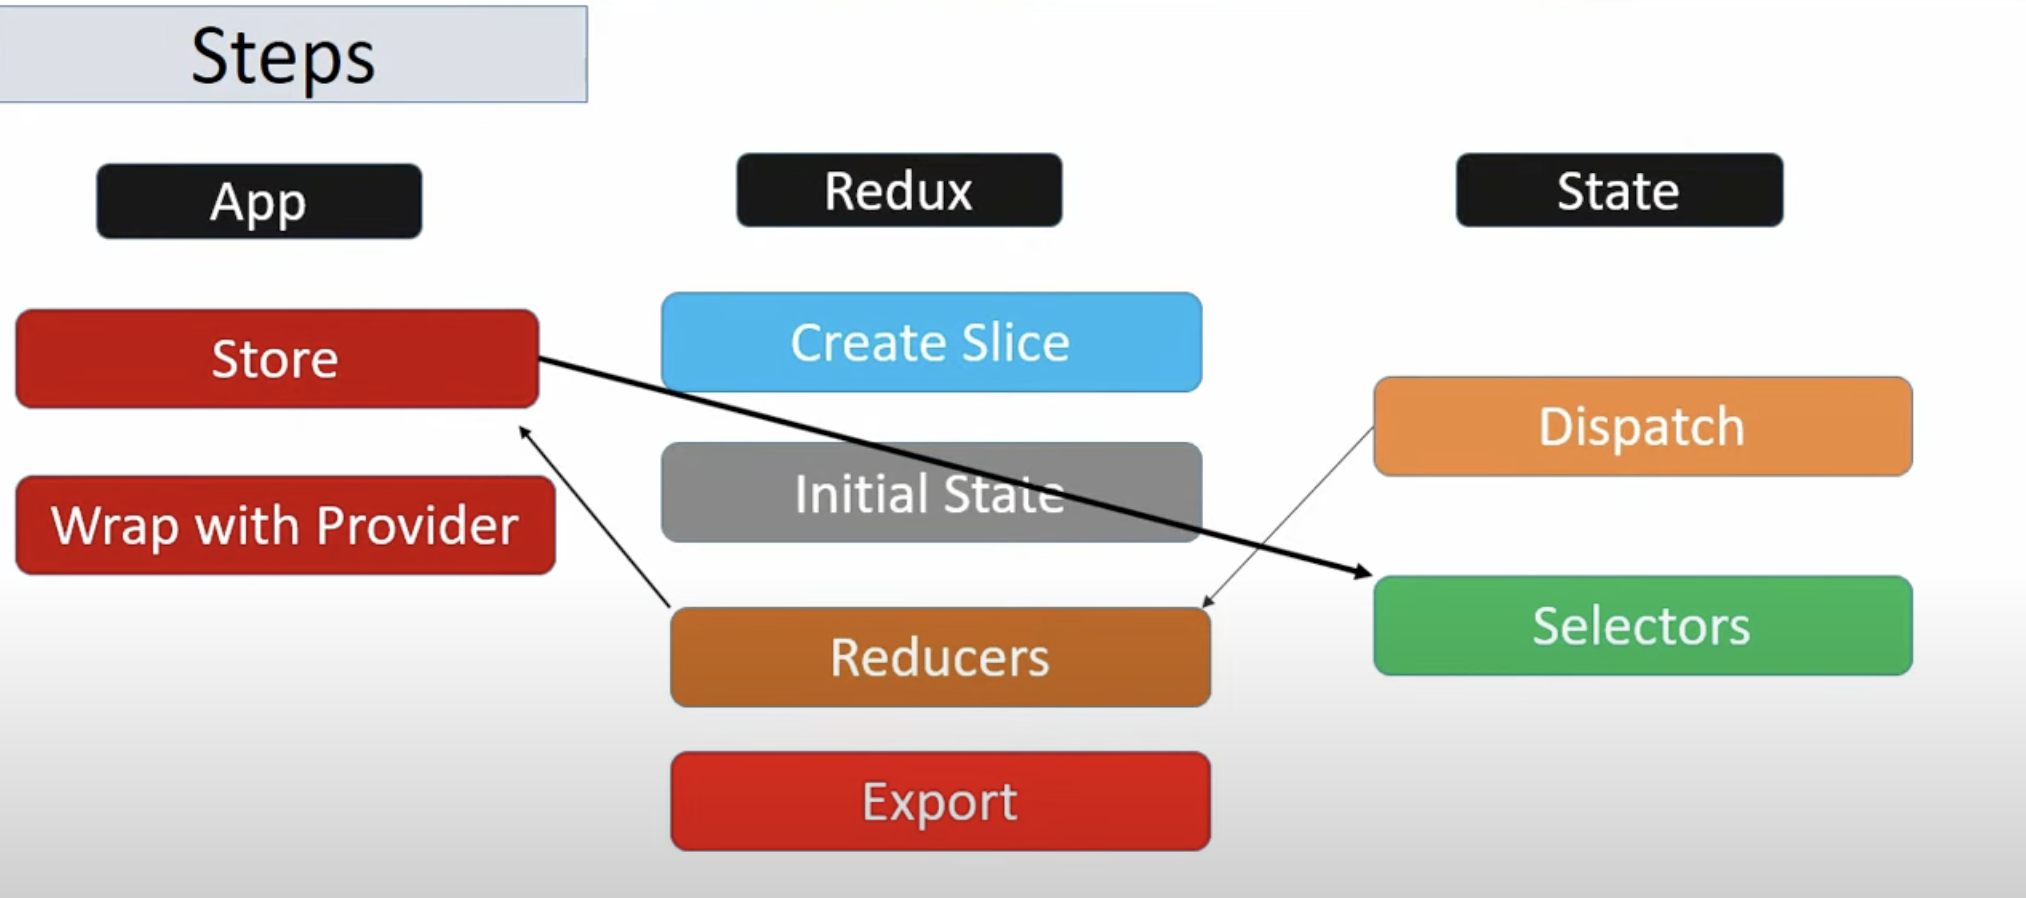 Steps
App
Redux
State
Store
Create Slice
Dispatch
Wrap with Provider
Initial State
Selectors
Reducers
Export